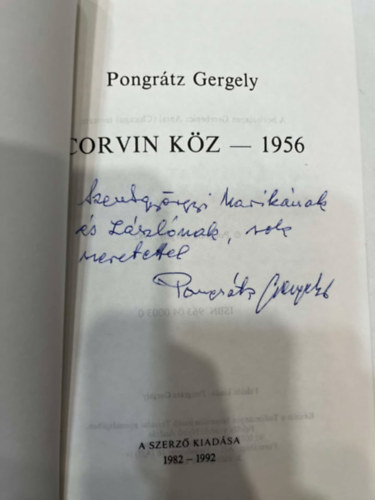 Pongrátz Gergely
CORVIN KÖZ — 1956
Szentgyörgyi Marikának
és Lászlónak, sok
szeretettel
Pongrátz Gergely
A SZERZŐ KIADÁSA
1982 – 1992